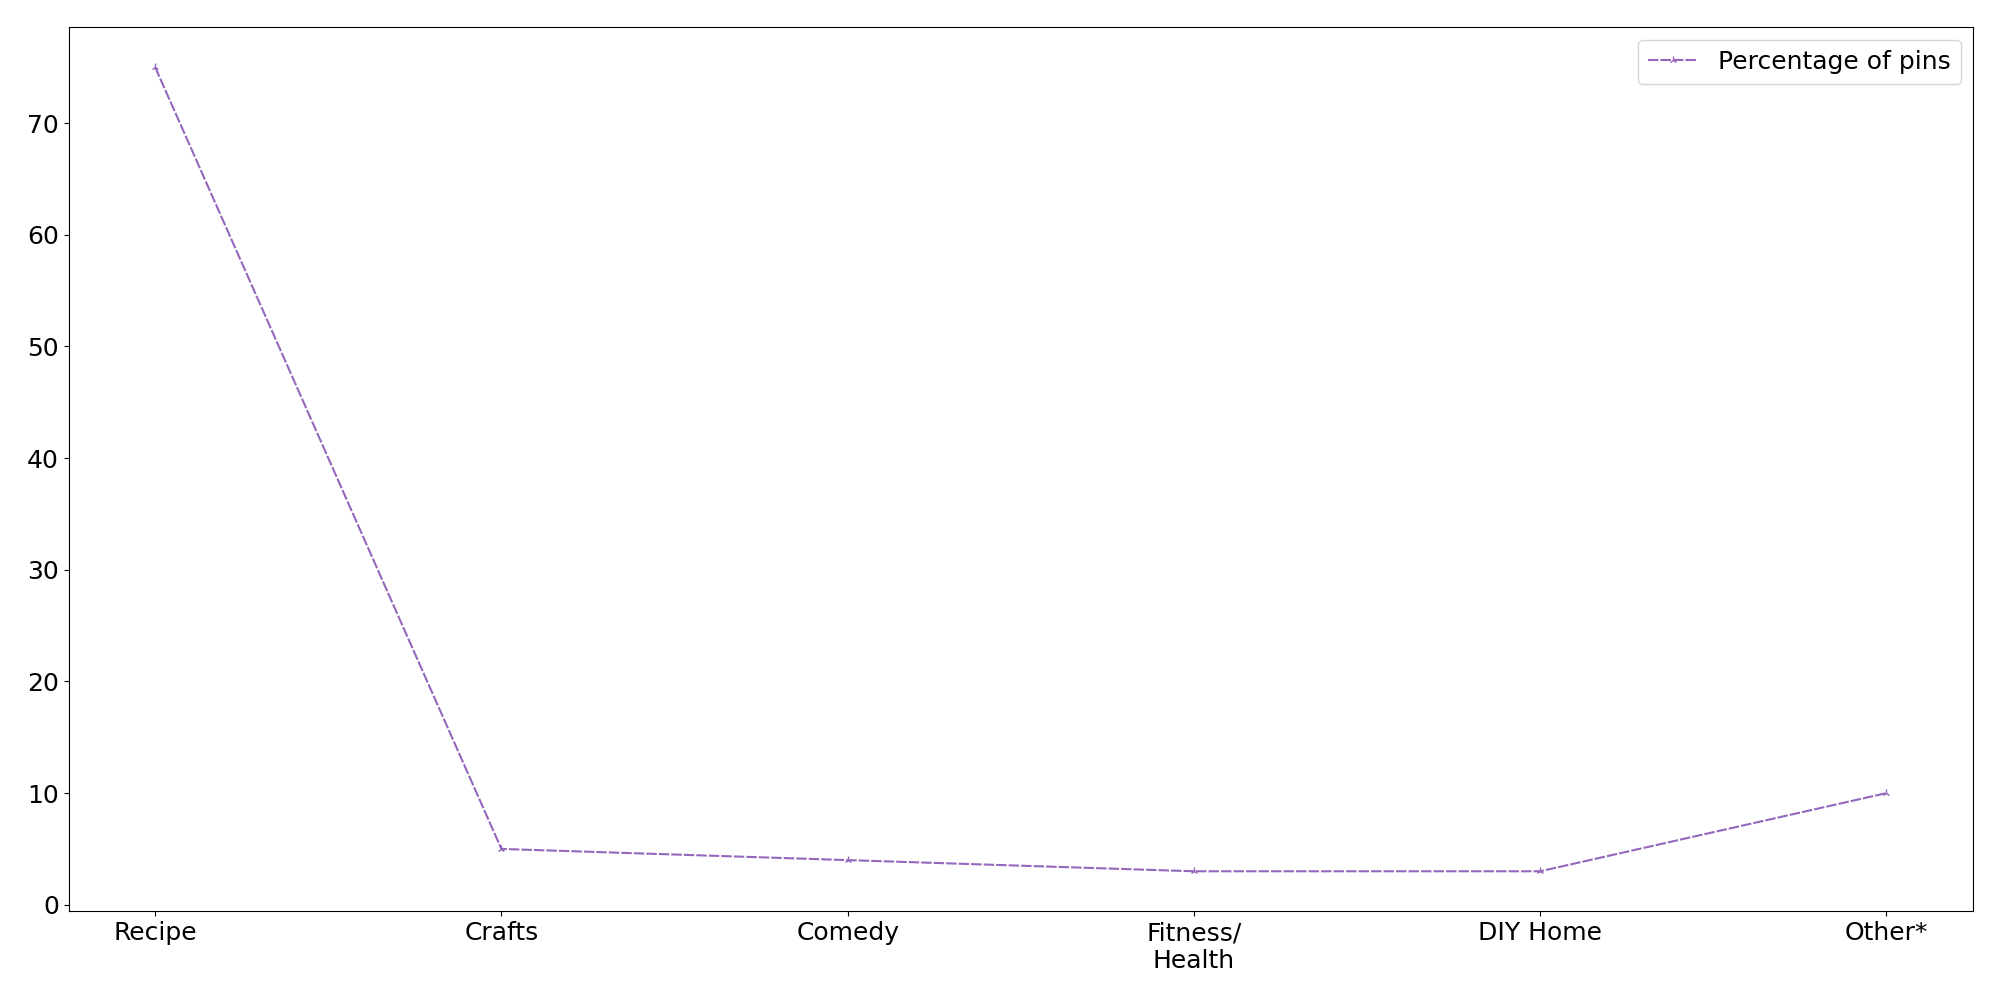 Percentage of pins
70
60
50
40
30
20
10
0
Recipe
Crafts
Comedy
Fitness/
Health
DIY Home
Other*